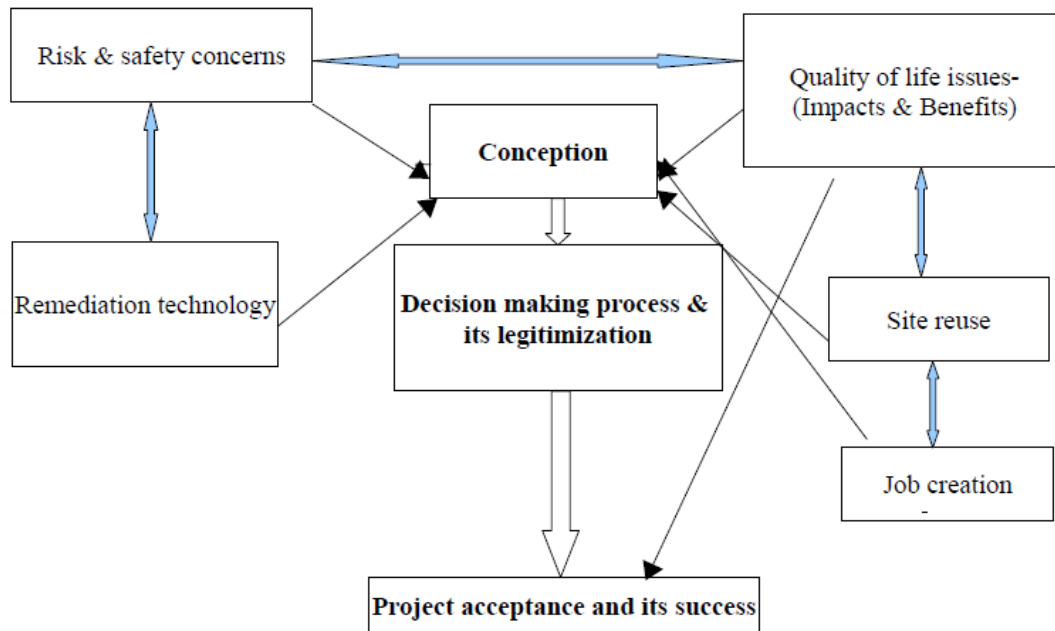 Risk & safety concerns
Quality of life issues-
(Impacts & Benefits)
Conception
Remediation technology
Decision making process &
its legitimization
Site reuse
Job creation
-
Project acceptance and its success